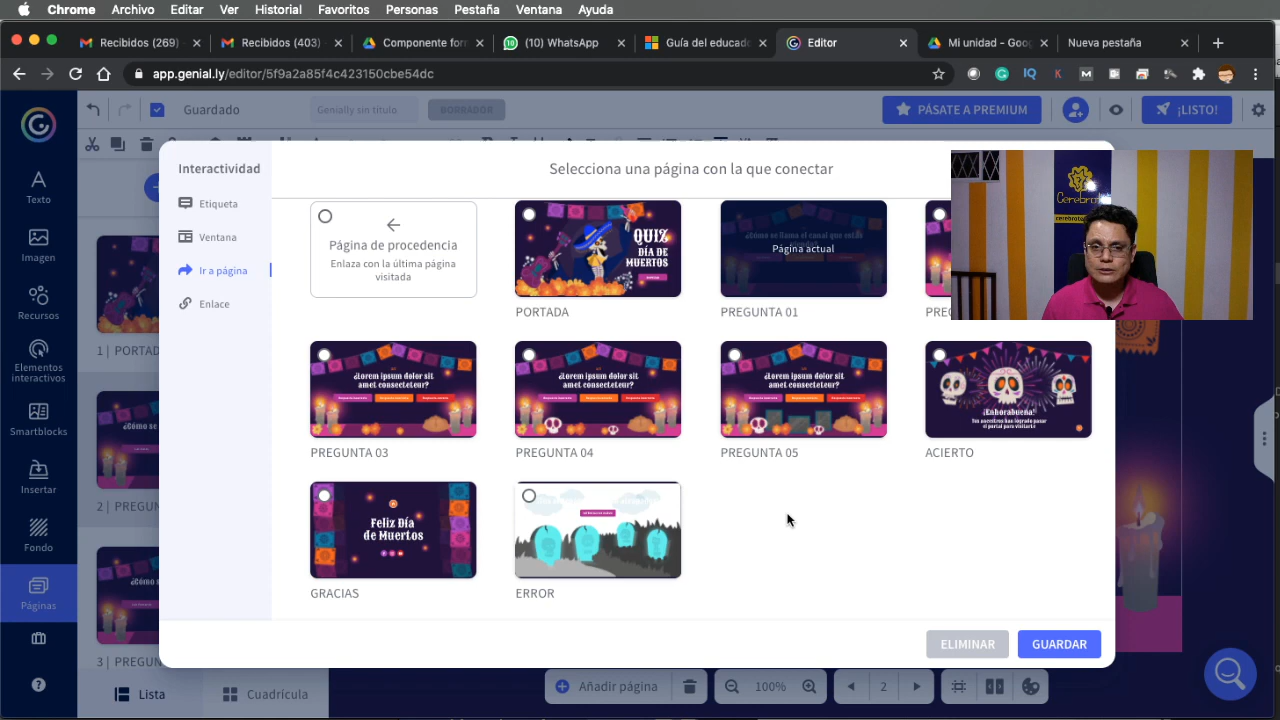 Chrome Archivo Editar Ver Historial Favoritos Personas Pestaña Ventana Ayuda
Recibidos (269) Recibidos (403) Componente for (10) WhatsApp Guía del educad Editor Mi unidad – Goo Nueva pestaña
app.genial.ly/editor/5f9a2a85f4c423150cbe54dc
Guardado Genially sin título BORRADOR PÁSATE A PREMIUM ¡LISTO!
Interactividad
Selecciona una página con la que conectar
Etiqueta
Ventana
Ir a página
Enlace
Texto
Imagen
Recursos
Elementos
interactivos
Smartblocks
Insertar
Fondo
Páginas
Página de procedencia
Enlaza con la última página
visitada
QUIZ
DÍA DE
MUERTOS
Página actual
Cerebrote
PORTADA PREGUNTA 01
¿Lorem ipsum dolor sit
amet consecteteur?
¿Lorem ipsum dolor sit
amet consecteteur?
¿Lorem ipsum dolor sit
amet consecteteur?
¡Enhorabuena!
PREGUNTA 03 PREGUNTA 04 PREGUNTA 05 ACIERTO
Feliz Día
de Muertos
GRACIAS ERROR
1 | PORTAD
2 | PREGUN
3 | PREGUN
ELIMINAR GUARDAR
Lista Cuadrícula Añadir página 100% 2